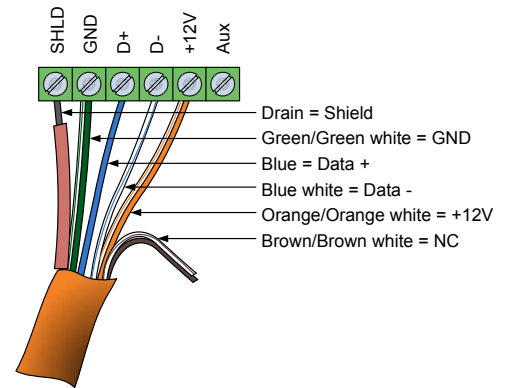 SHLD
GND
D+
D-
+12V
Aux
Drain = Shield
Green/Green white = GND
Blue = Data +
Blue white = Data -
Orange/Orange white = +12V
Brown/Brown white = NC